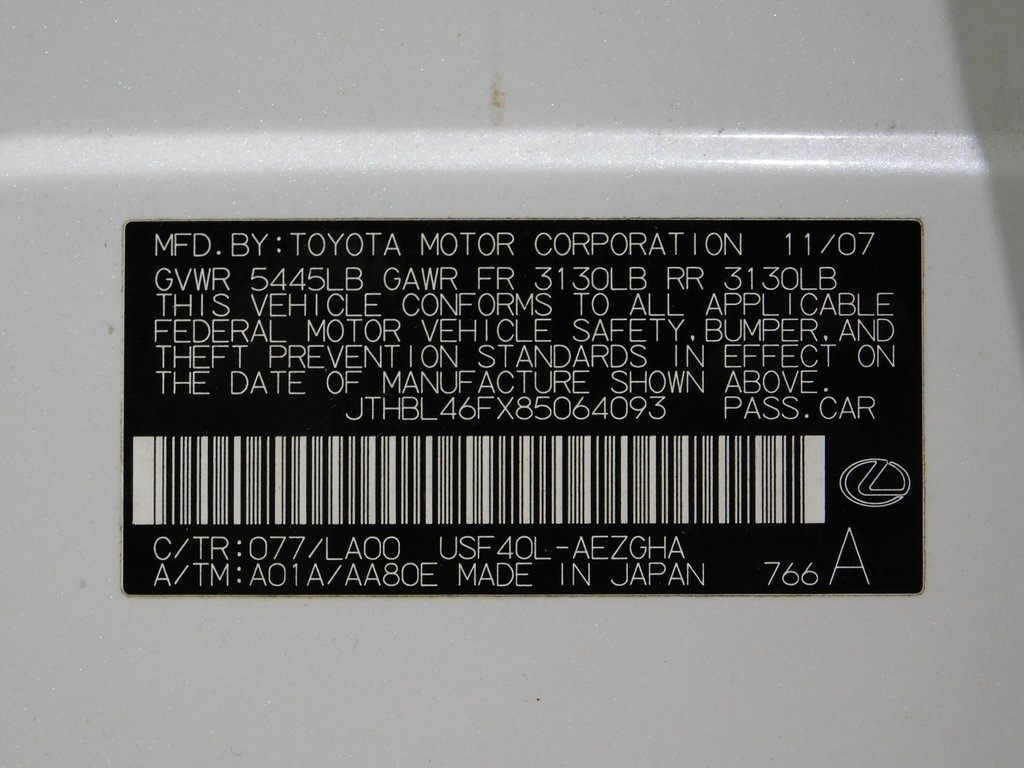 MFD.BY:TOYOTA MOTOR CORPORATION 11/07
GVWR 5445LB GAWR FR 3130LB RR 3130LB
THIS VEHICLE CONFORMS TO ALL APPLICABLE
FEDERAL MOTOR VEHICLE SAFETY,BUMPER,AND
THEFT PREVENTION STANDARDS IN EFFECT ON
THE DATE OF MANUFACTURE SHOWN ABOVE.
JTHBL46FX85064093 PASS.CAR
C/TR:077/LA00 USF40L-AEZGHA
A/TM:A01A/AA80E MADE IN JAPAN 766 A